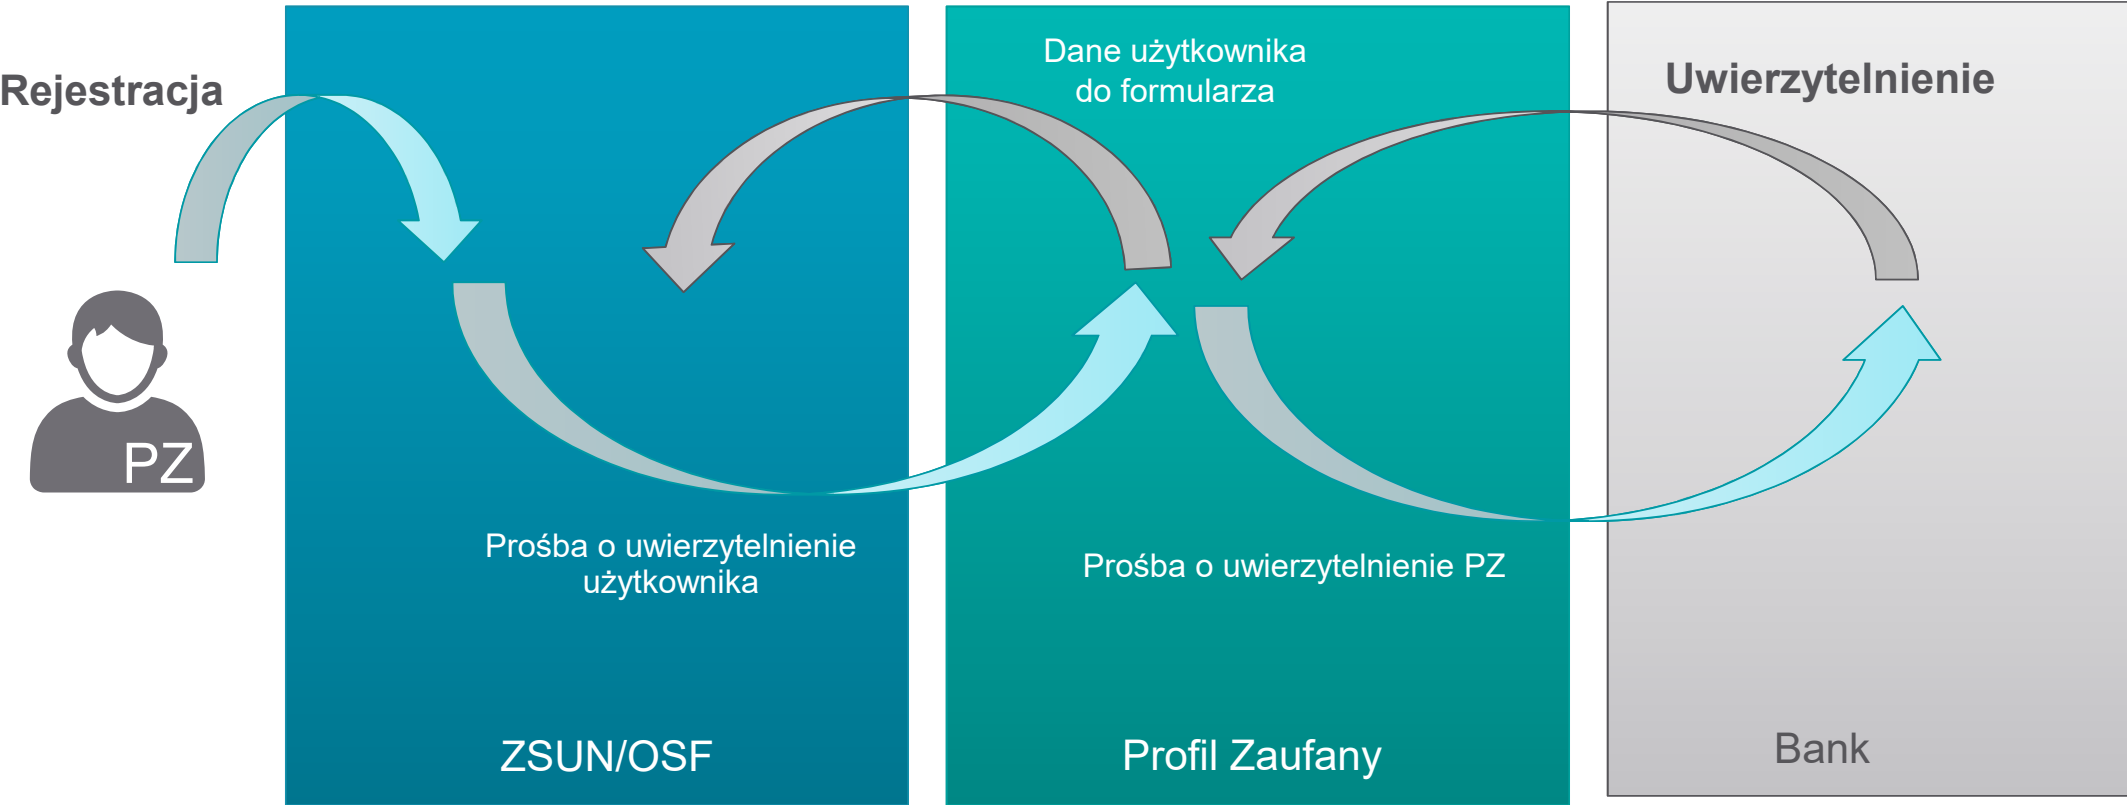 Rejestracja
Dane użytkownika
do formularza
Uwierzytelnienie
PZ
Prośba o uwierzytelnienie
użytkownika
Prośba o uwierzytelnienie PZ
ZSUN/OSF
Profil Zaufany
Bank